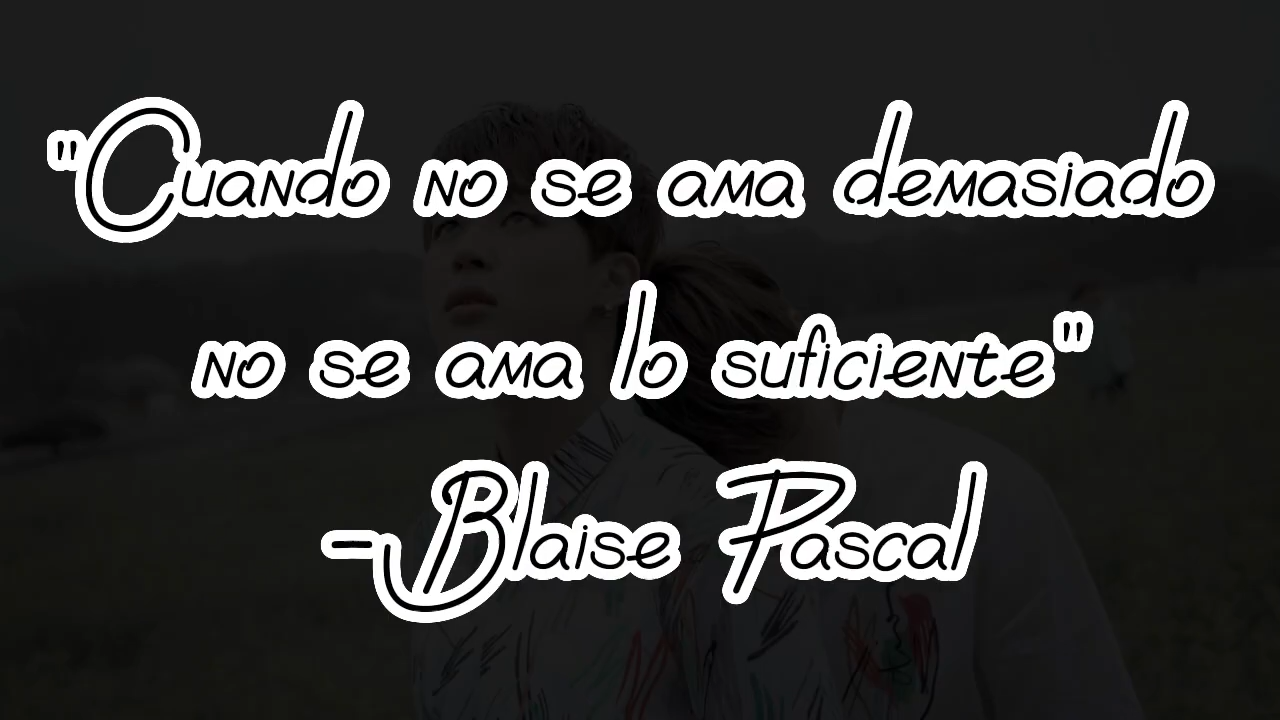 "Cuando no se ama demasiado
no se ama lo suficiente"
-Blaise Pascal